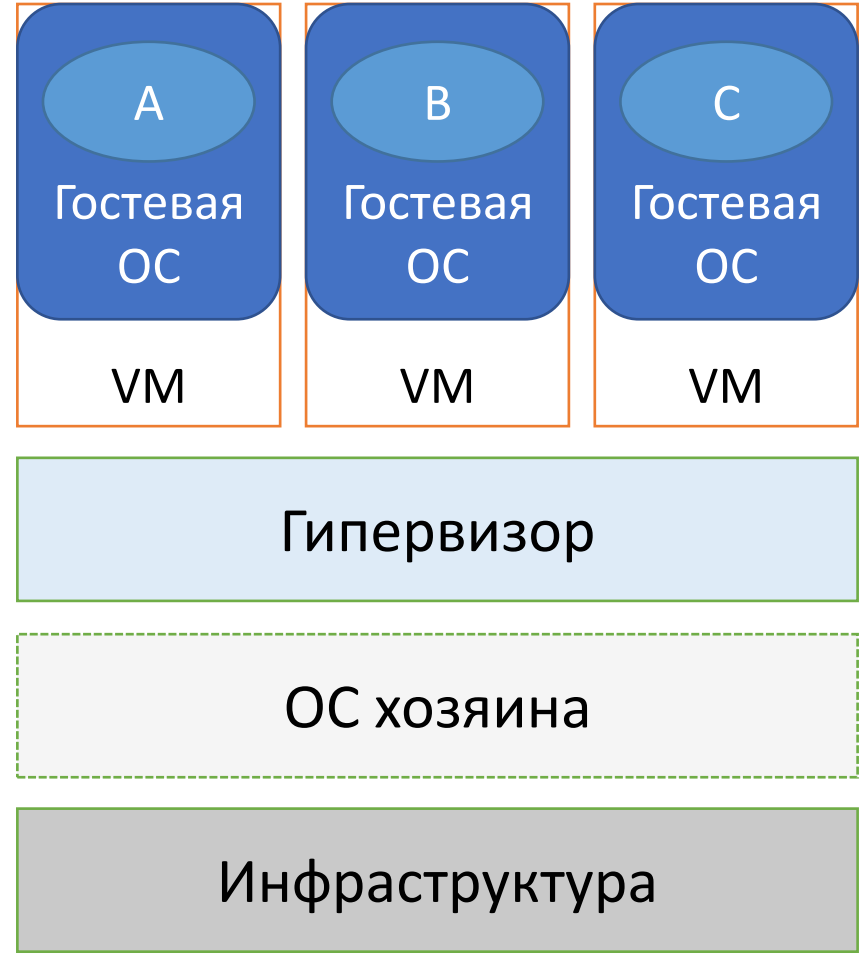 A
B
C
Гостевая
ОС
Гостевая
ОС
Гостевая
ОС
VM
VM
VM
Гипервизор
ОС хозяина
Инфраструктура